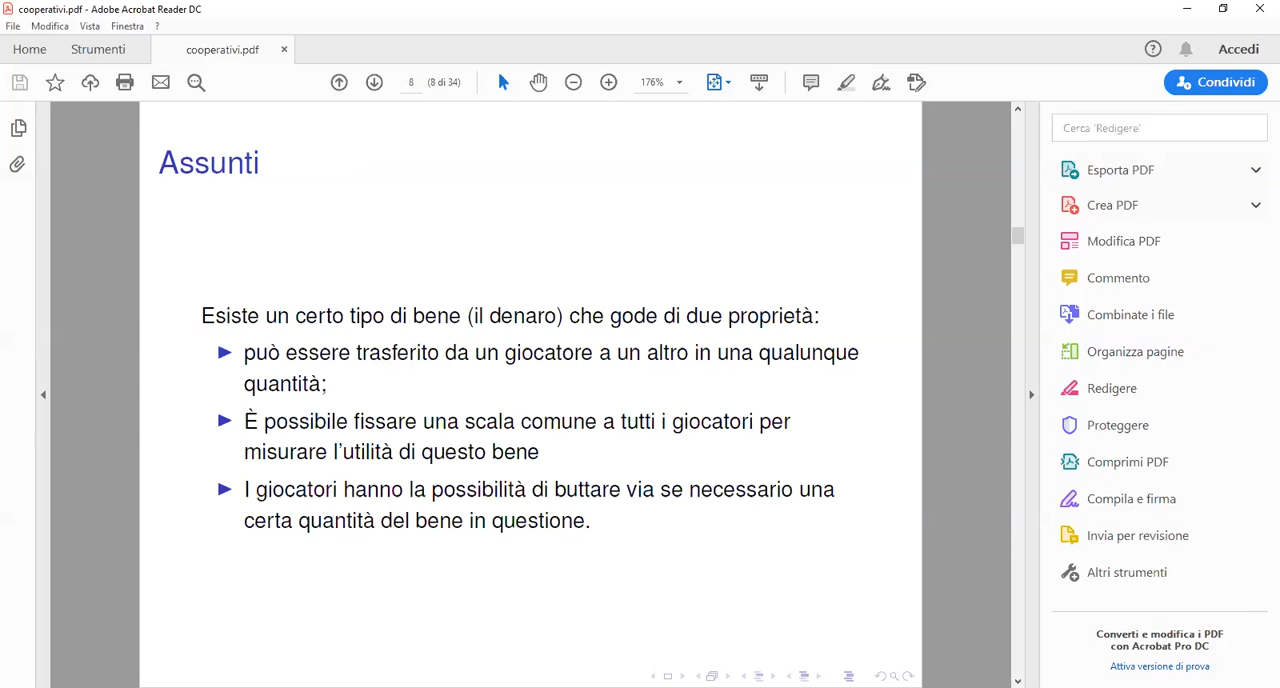 cooperativi.pdf - Adobe Acrobat Reader DC
File Modifica Vista Finestra ?
Home Strumenti cooperativi.pdf × Accedi
8 (8 di 34) 176% Condividi
Cerca 'Redigere'
Assunti
Esiste un certo tipo di bene (il denaro) che gode di due proprietà:
può essere trasferito da un giocatore a un altro in una qualunque
quantità;
È possibile fissare una scala comune a tutti i giocatori per
misurare l'utilità di questo bene
I giocatori hanno la possibilità di buttare via se necessario una
certa quantità del bene in questione.
Esporta PDF
Crea PDF
Modifica PDF
Commento
Combinate i file
Organizza pagine
Redigere
Proteggere
Comprimi PDF
Compila e firma
Invia per revisione
Altri strumenti
Converti e modifica i PDF
con Acrobat Pro DC
Attiva versione di prova